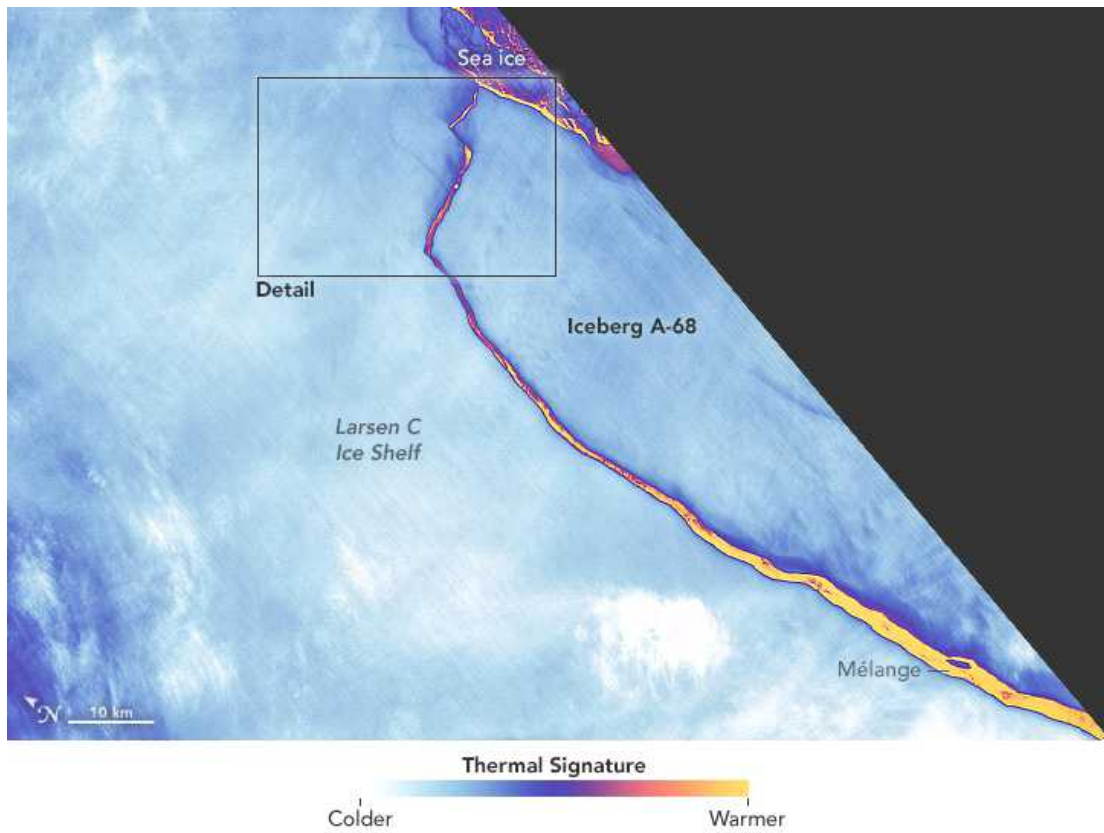 Sea ice
Detail
Iceberg A-68
Larsen C
Ice Shelf
Mélange
N
10 km
Thermal Signature
Colder
Warmer